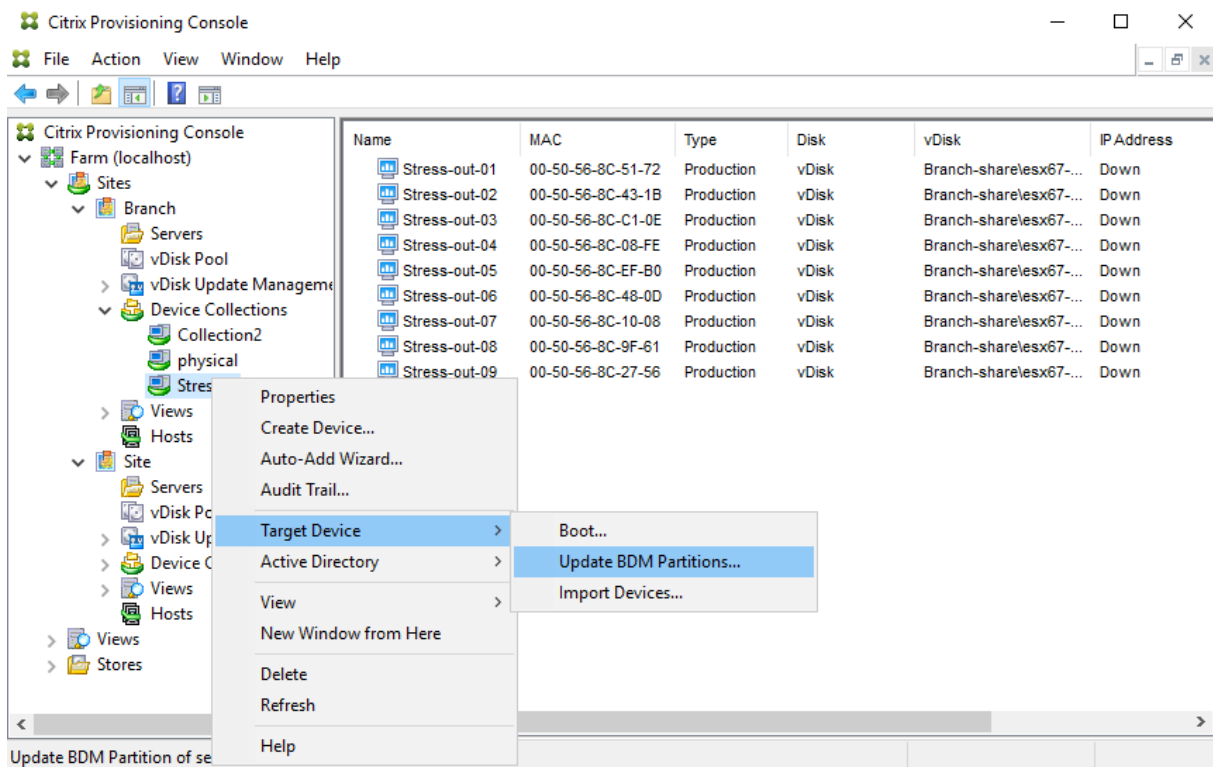 Citrix Provisioning Console
File Action View Window Help
Citrix Provisioning Console
Farm (localhost)
Sites
Branch
Servers
vDisk Pool
vDisk Update Manageme
Device Collections
Collection2
physical
Stres
Views
Hosts
Site
Servers
vDisk Po
vDisk Up
Device C
Views
Hosts
Views
Stores
Name MAC Type Disk vDisk IP Address
Stress-out-01 00-50-56-8C-51-72 Production vDisk Branch-share\esx67-... Down
Stress-out-02 00-50-56-8C-43-1B Production vDisk Branch-share\esx67-... Down
Stress-out-03 00-50-56-8C-C1-0E Production vDisk Branch-share\esx67-... Down
Stress-out-04 00-50-56-8C-08-FE Production vDisk Branch-share\esx67-... Down
Stress-out-05 00-50-56-8C-EF-B0 Production vDisk Branch-share\esx67-... Down
Stress-out-06 00-50-56-8C-48-0D Production vDisk Branch-share\esx67-... Down
Stress-out-07 00-50-56-8C-10-08 Production vDisk Branch-share\esx67-... Down
Stress-out-08 00-50-56-8C-9F-61 Production vDisk Branch-share\esx67-... Down
Stress-out-09 00-50-56-8C-27-56 Production vDisk Branch-share\esx67-... Down
Properties
Create Device...
Auto-Add Wizard...
Audit Trail...
Target Device
Active Directory
View
New Window from Here
Delete
Refresh
Help
Boot...
Update BDM Partitions...
Import Devices...
Update BDM Partition of se